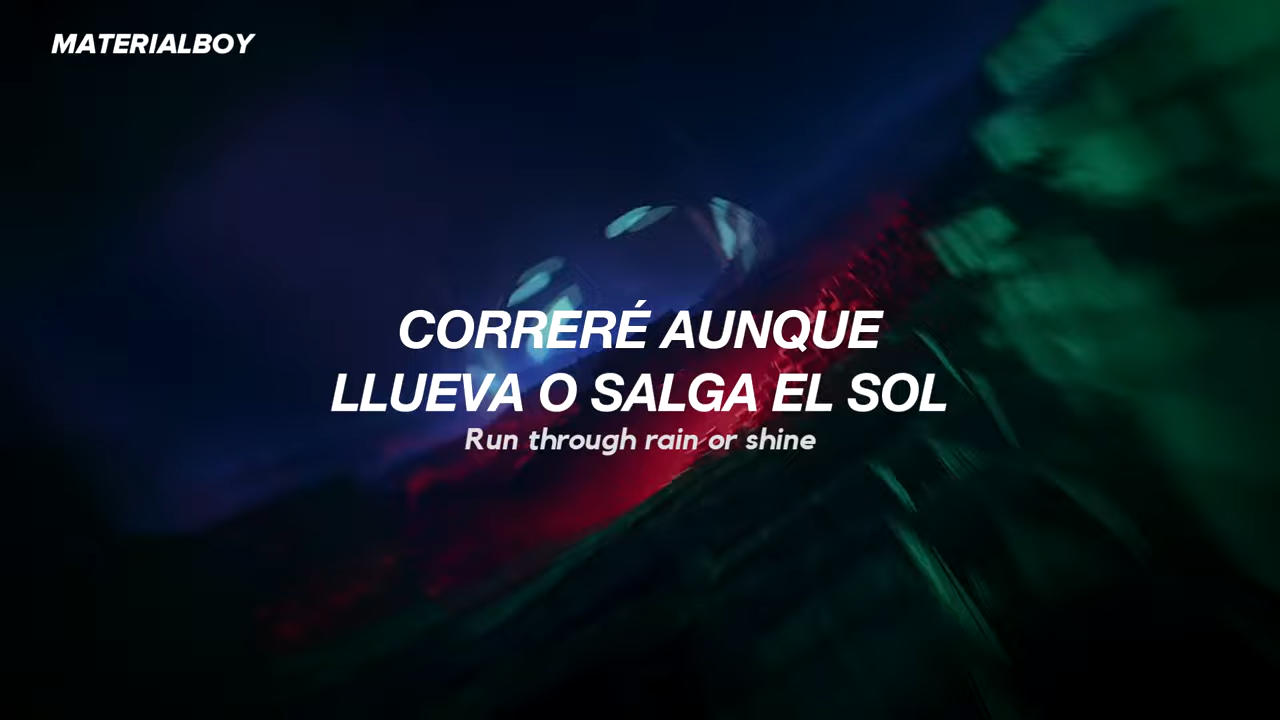 MATERIALBOY
CORRERÉ AUNQUE
LLUEVA O SALGA EL SOL
Run through rain or shine